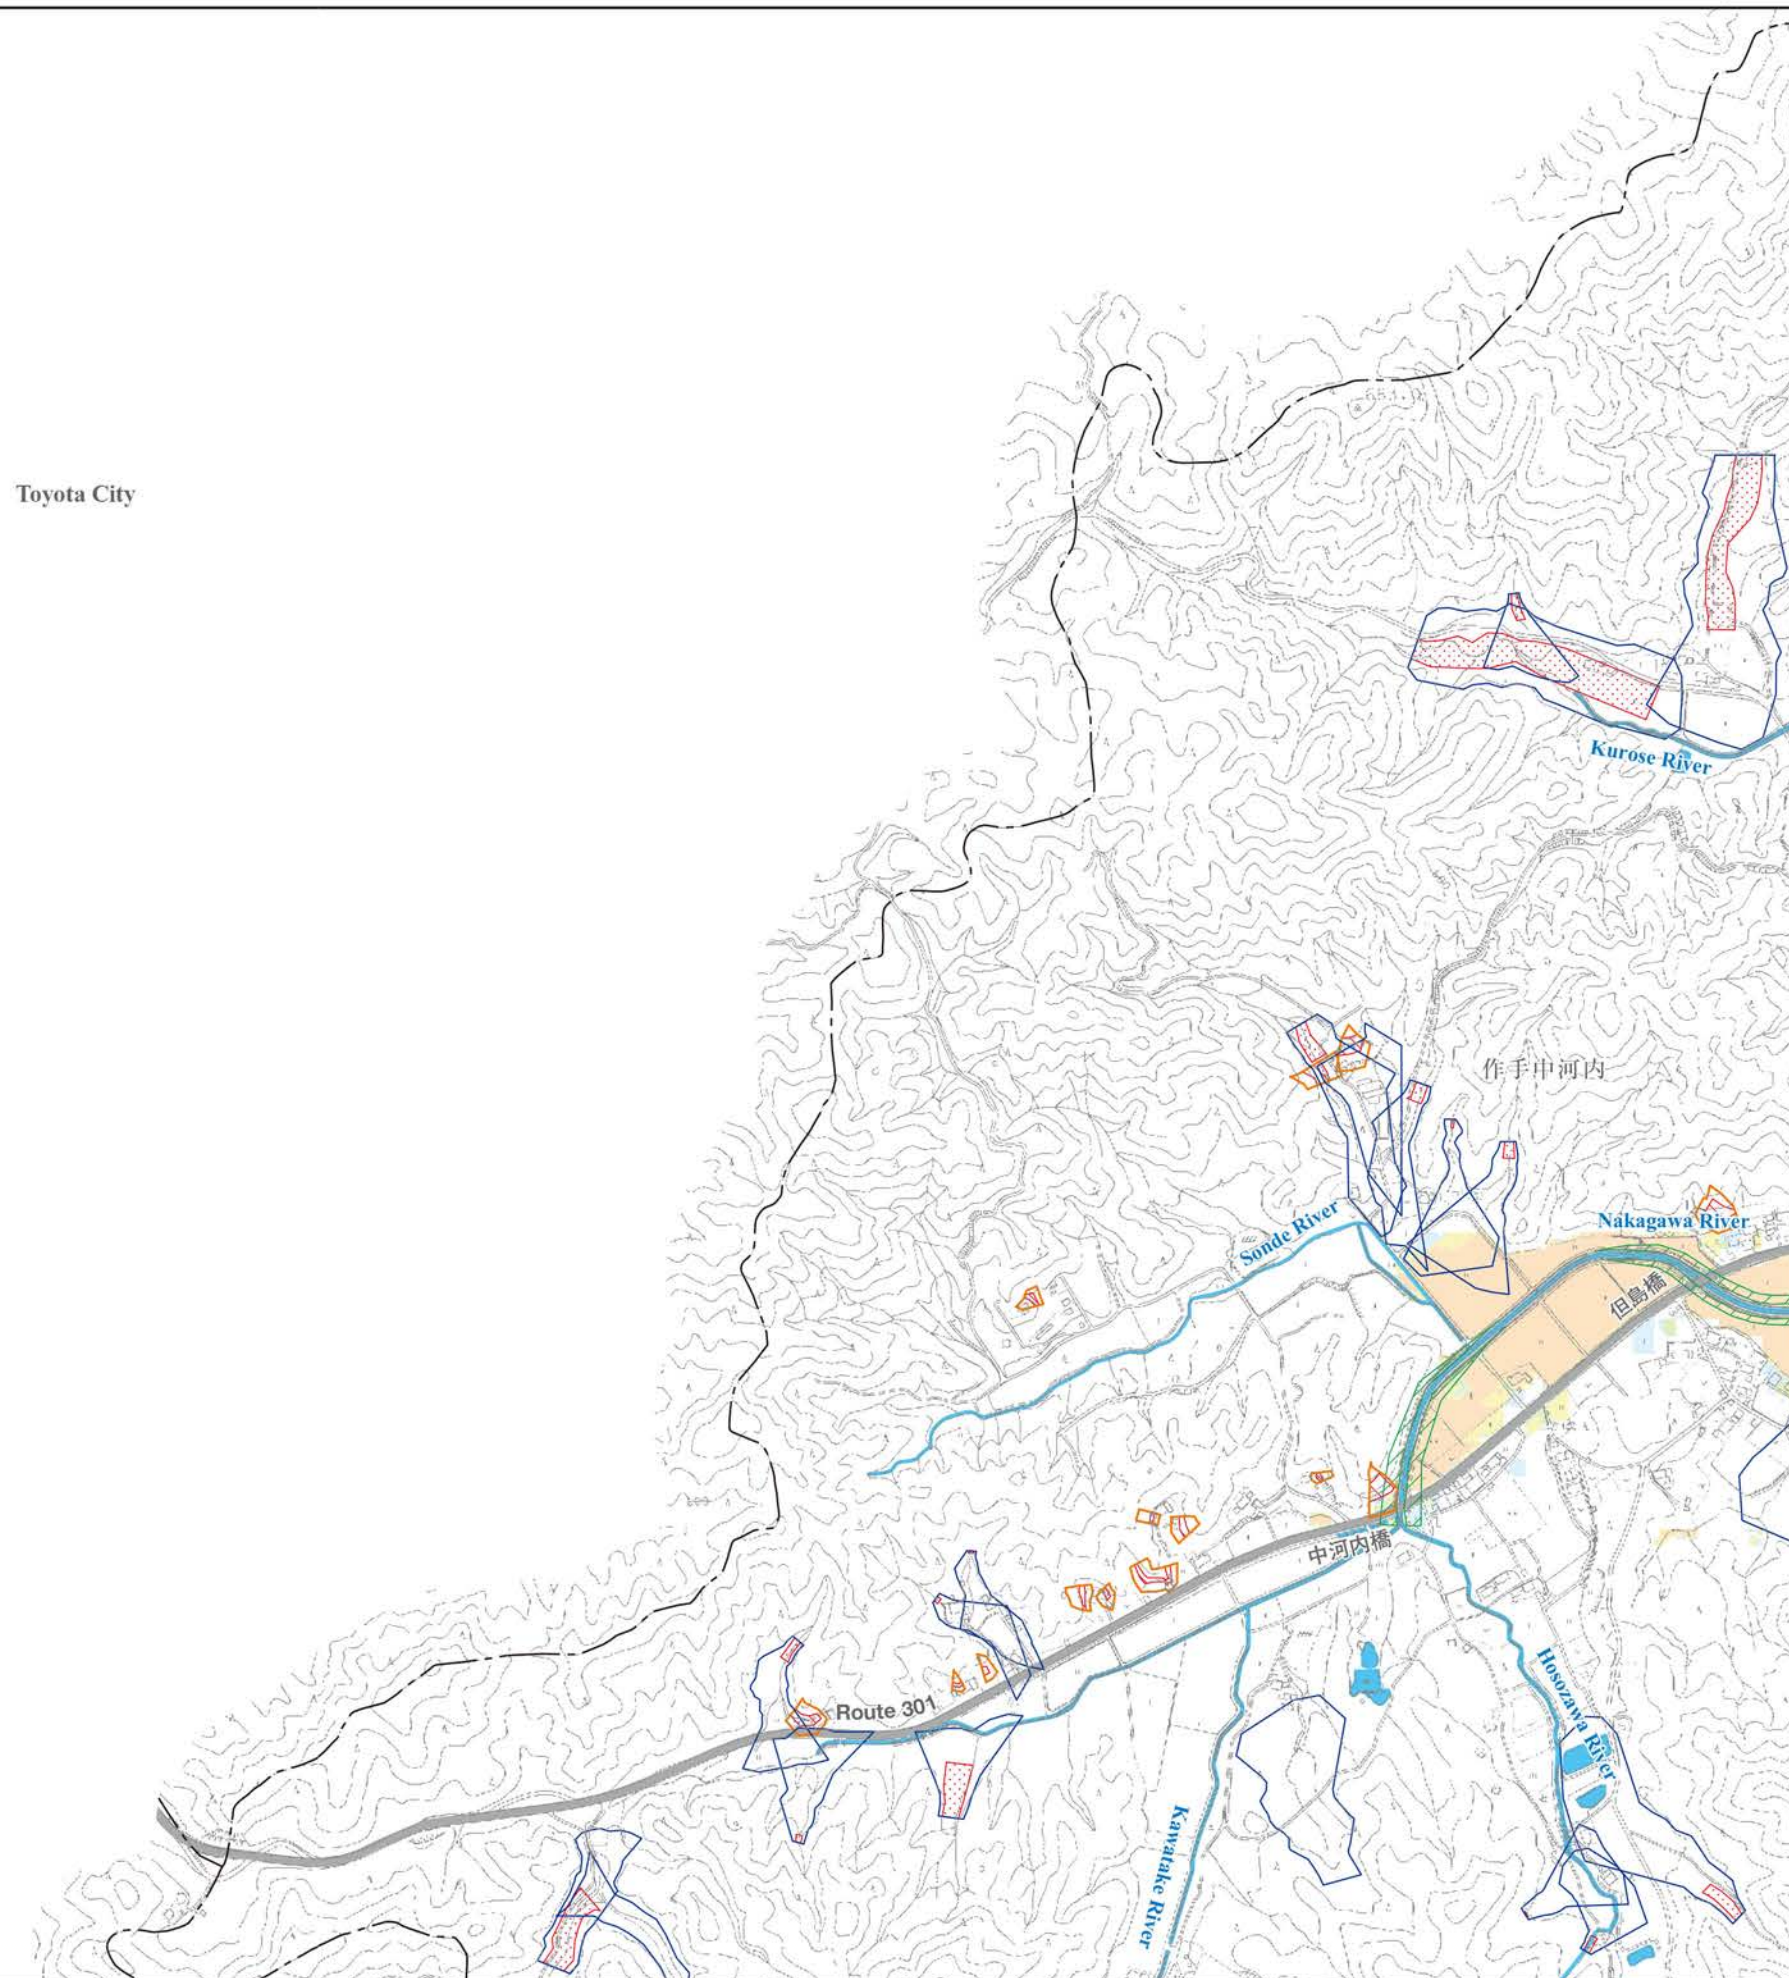 Toyota City
Kurose River
作手中河内
Nakagawa River
Sonde River
但島橋
中河内橋
Hosozawa River
Route 301
Kawatake River